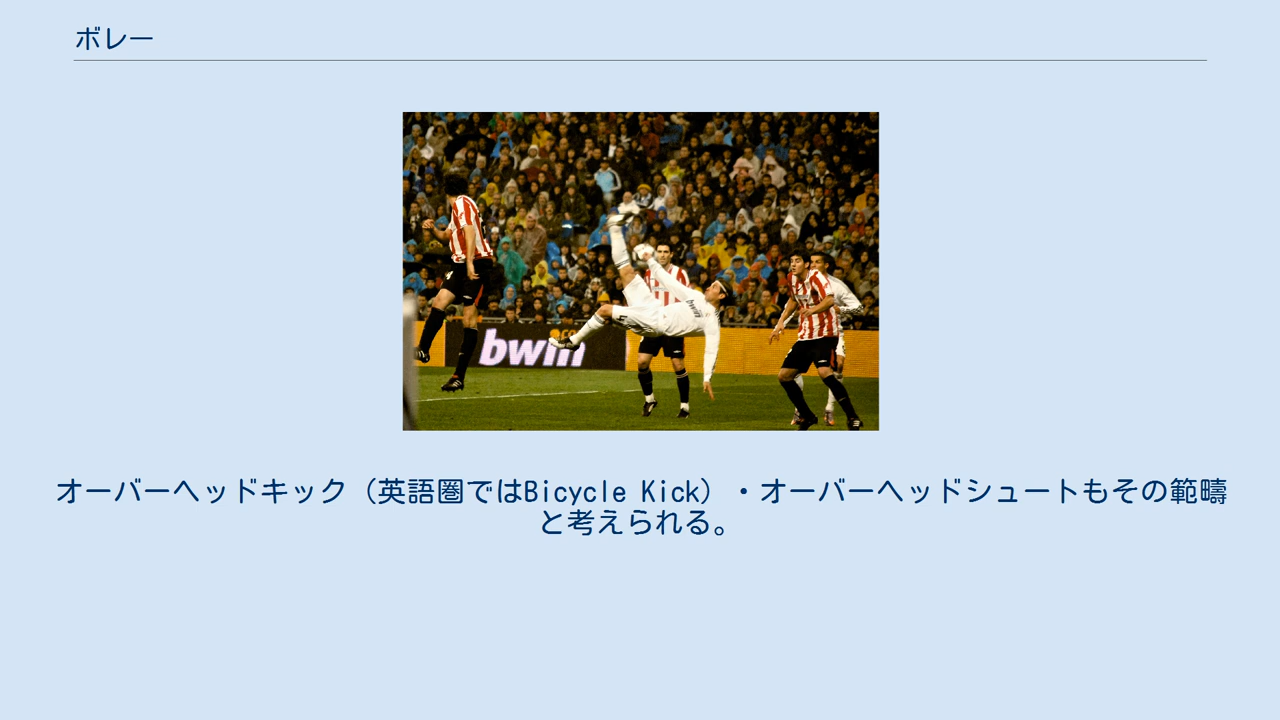 ボレー
bwin
オーバーヘッドキック（英語圏ではBicycle Kick）・オーバーヘッドシュートもその範疇
と考えられる。